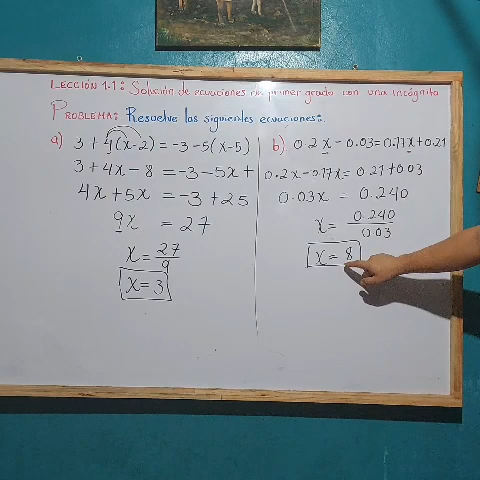 LECCIÓN 1.1: Solución de ecuaciones de primer grado con una incógnita
PROBLEMA: Resuelve las siguientes ecuaciones:
a) 3 + 4(x-2) = -3 -5(x-5)
3 + 4x - 8 = -3 -5x +
4x + 5x = -3 + 25
9x = 27
x = 27/9
x = 3
b) 0.2x - 0.03 = 0.17x + 0.21
0.2x - 0.17x = 0.21 + 0.03
0.03x = 0.240
x = 0.240/0.03
x = 8